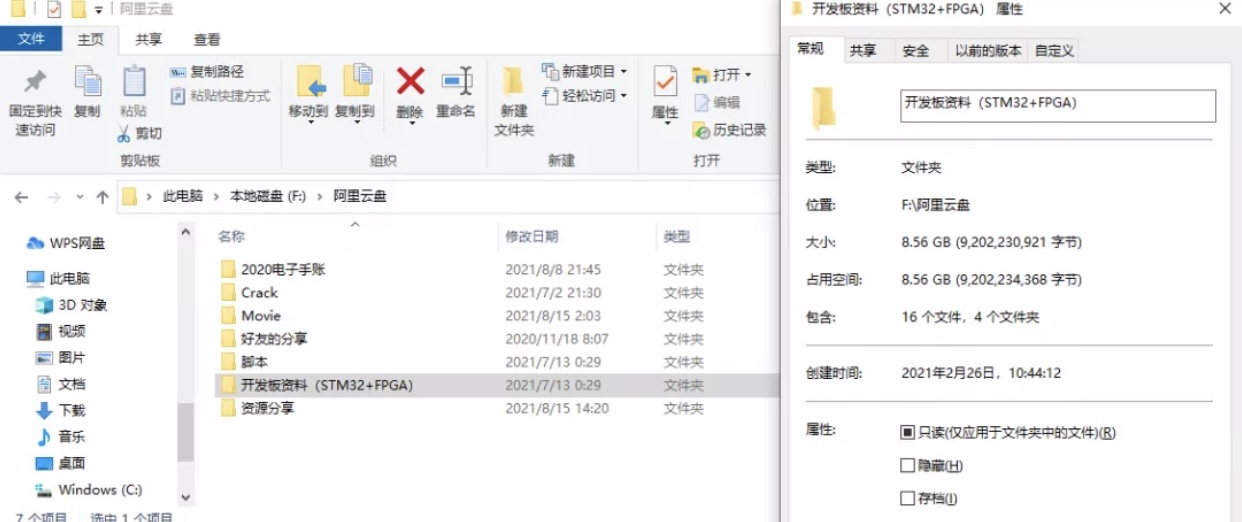 阿里云盘
文件 主页 共享 查看
固定到快速访问
复制
粘贴
复制路径
粘贴快捷方式
剪切
剪贴板
移动到 复制到 删除 重命名
组织
新建文件夹
新建项目
轻松访问
新建
属性
打开
编辑
历史记录
打开
此电脑 › 本地磁盘 (F:) › 阿里云盘
WPS网盘
此电脑
3D 对象
视频
图片
文档
下载
音乐
桌面
Windows (C:)
名称 修改日期 类型
2020电子手账 2021/8/8 21:45 文件夹
Crack 2021/7/2 21:30 文件夹
Movie 2021/8/15 2:03 文件夹
好友的分享 2020/11/18 8:07 文件夹
脚本 2021/7/13 0:29 文件夹
开发板资料（STM32+FPGA） 2021/7/13 0:29 文件夹
资源分享 2021/8/15 14:20 文件夹
7 个项目 选中 1 个项目
开发板资料（STM32+FPGA） 属性
常规 共享 安全 以前的版本 自定义
开发板资料（STM32+FPGA）
类型: 文件夹
位置: F:\阿里云盘
大小: 8.56 GB (9,202,230,921 字节)
占用空间: 8.56 GB (9,202,234,368 字节)
包含: 16 个文件，4 个文件夹
创建时间: 2021年2月26日，10:44:12
属性: 只读(仅应用于文件夹中的文件)(R)
隐藏(H)
存档(I)